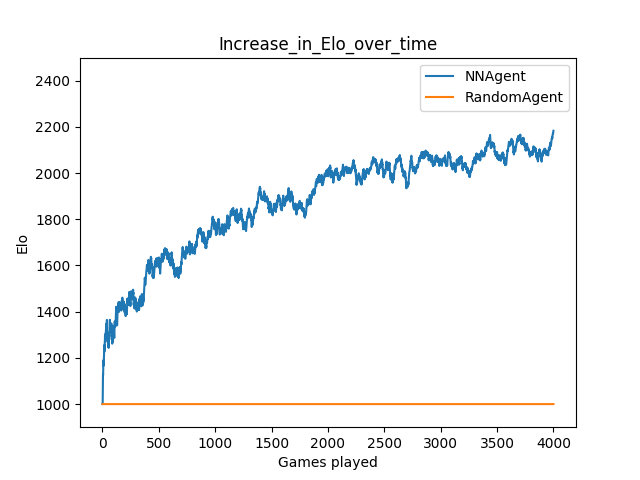 Increase_in_Elo_over_time
NNAgent
RandomAgent
2400
2200
2000
1800
1600
1400
1200
1000
Elo
0 500 1000 1500 2000 2500 3000 3500 4000
Games played